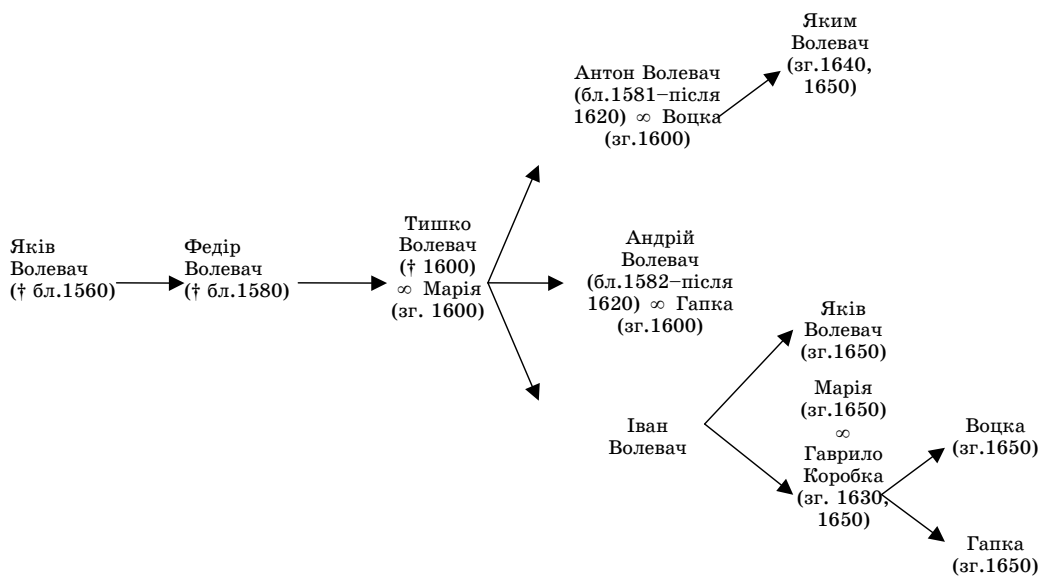 Яків
Волевач
(† бл.1560)
Федір
Волевач
(† бл.1580)
Тишко
Волевач
(† 1600)
∞ Марія
(зг. 1600)
Антон Волевач
(бл.1581–після
1620) ∞ Воцка
(зг.1600)
Яким
Волевач
(зг.1640,
1650)
Андрій
Волевач
(бл.1582–після
1620) ∞ Гапка
(зг.1600)
Іван
Волевач
Яків
Волевач
(зг.1650)
Марія
(зг.1650)
∞
Гаврило
Коробка
(зг. 1630,
1650)
Воцка
(зг.1650)
Гапка
(зг.1650)